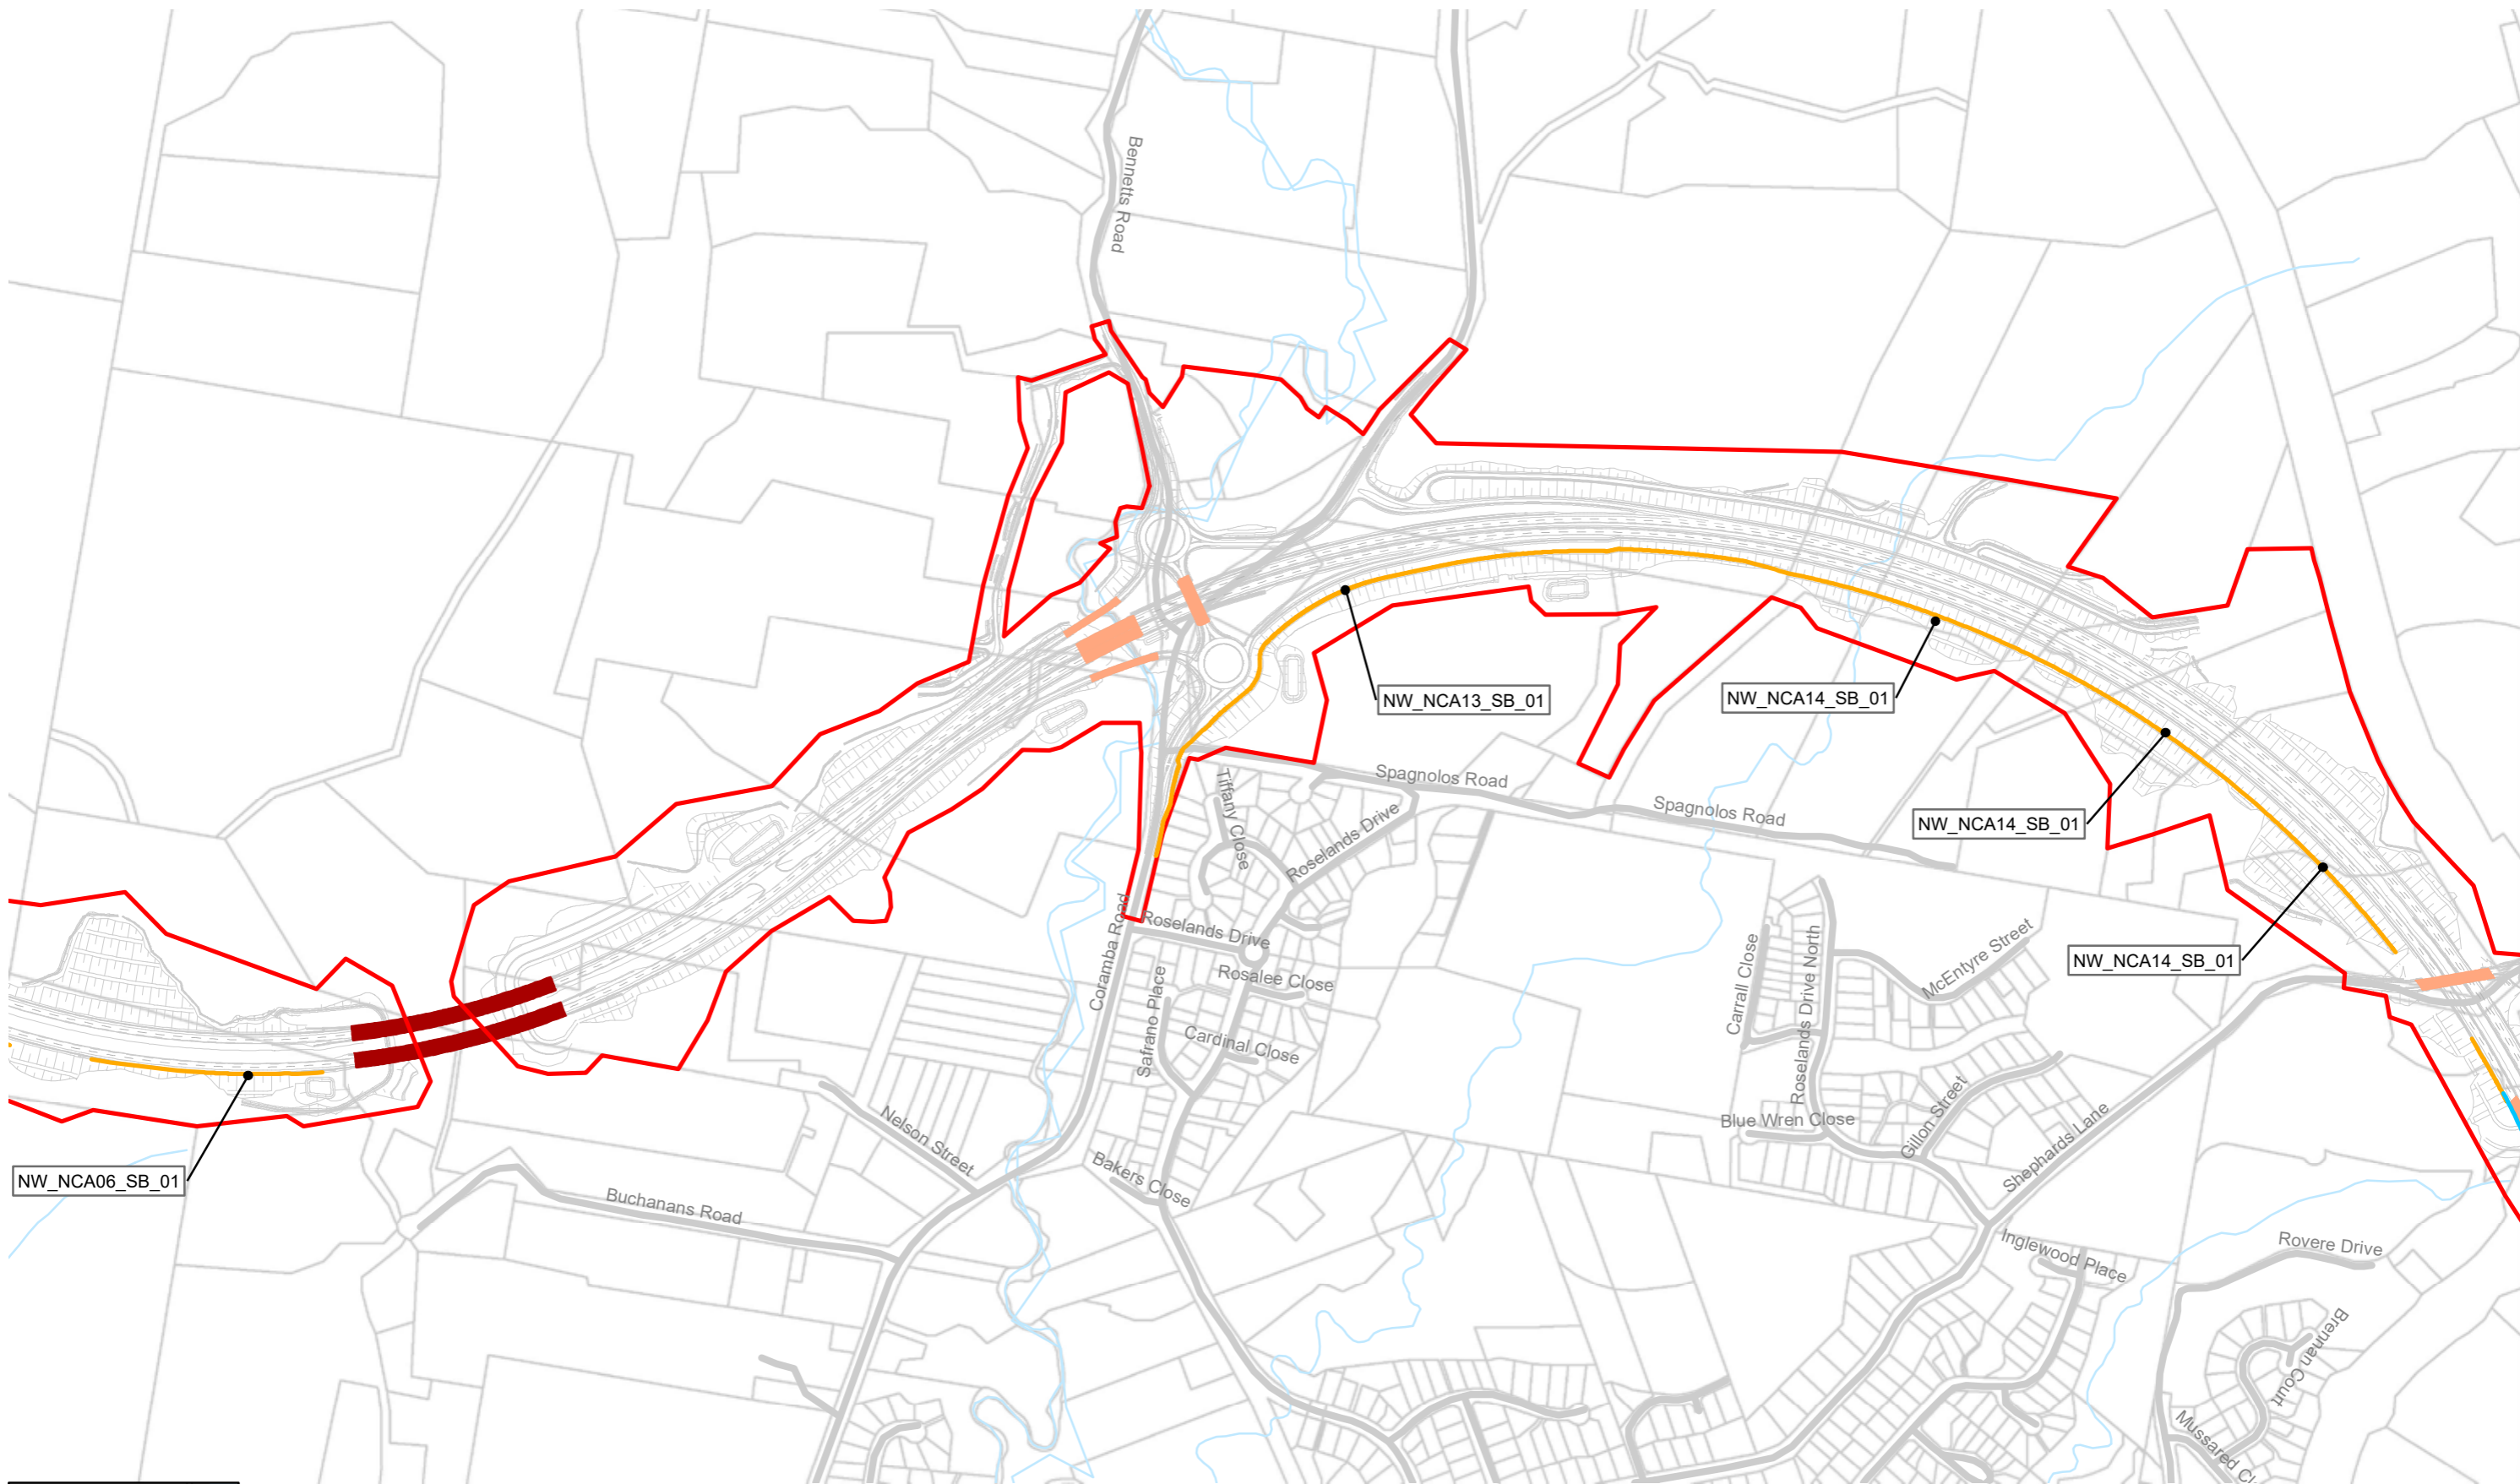 Bennetts Road
NW_NCA13_SB_01
NW_NCA14_SB_01
Spagnolos Road
Spagnolos Road
Tiffany Close
Roselands Drive
NW_NCA14_SB_01
Coramba Road
Roselands Drive
Rosalee Close
Safrano Place
Cardinal Close
Carrall Close
Roselands Drive North
McEntyre Street
NW_NCA14_SB_01
Nelson Street
Bakers Close
Blue Wren Close
Gillon Street
Shephards Lane
NW_NCA06_SB_01
Buchanans Road
Inglewood Place
Rovere Drive
Brennan Court
Mussared Cl